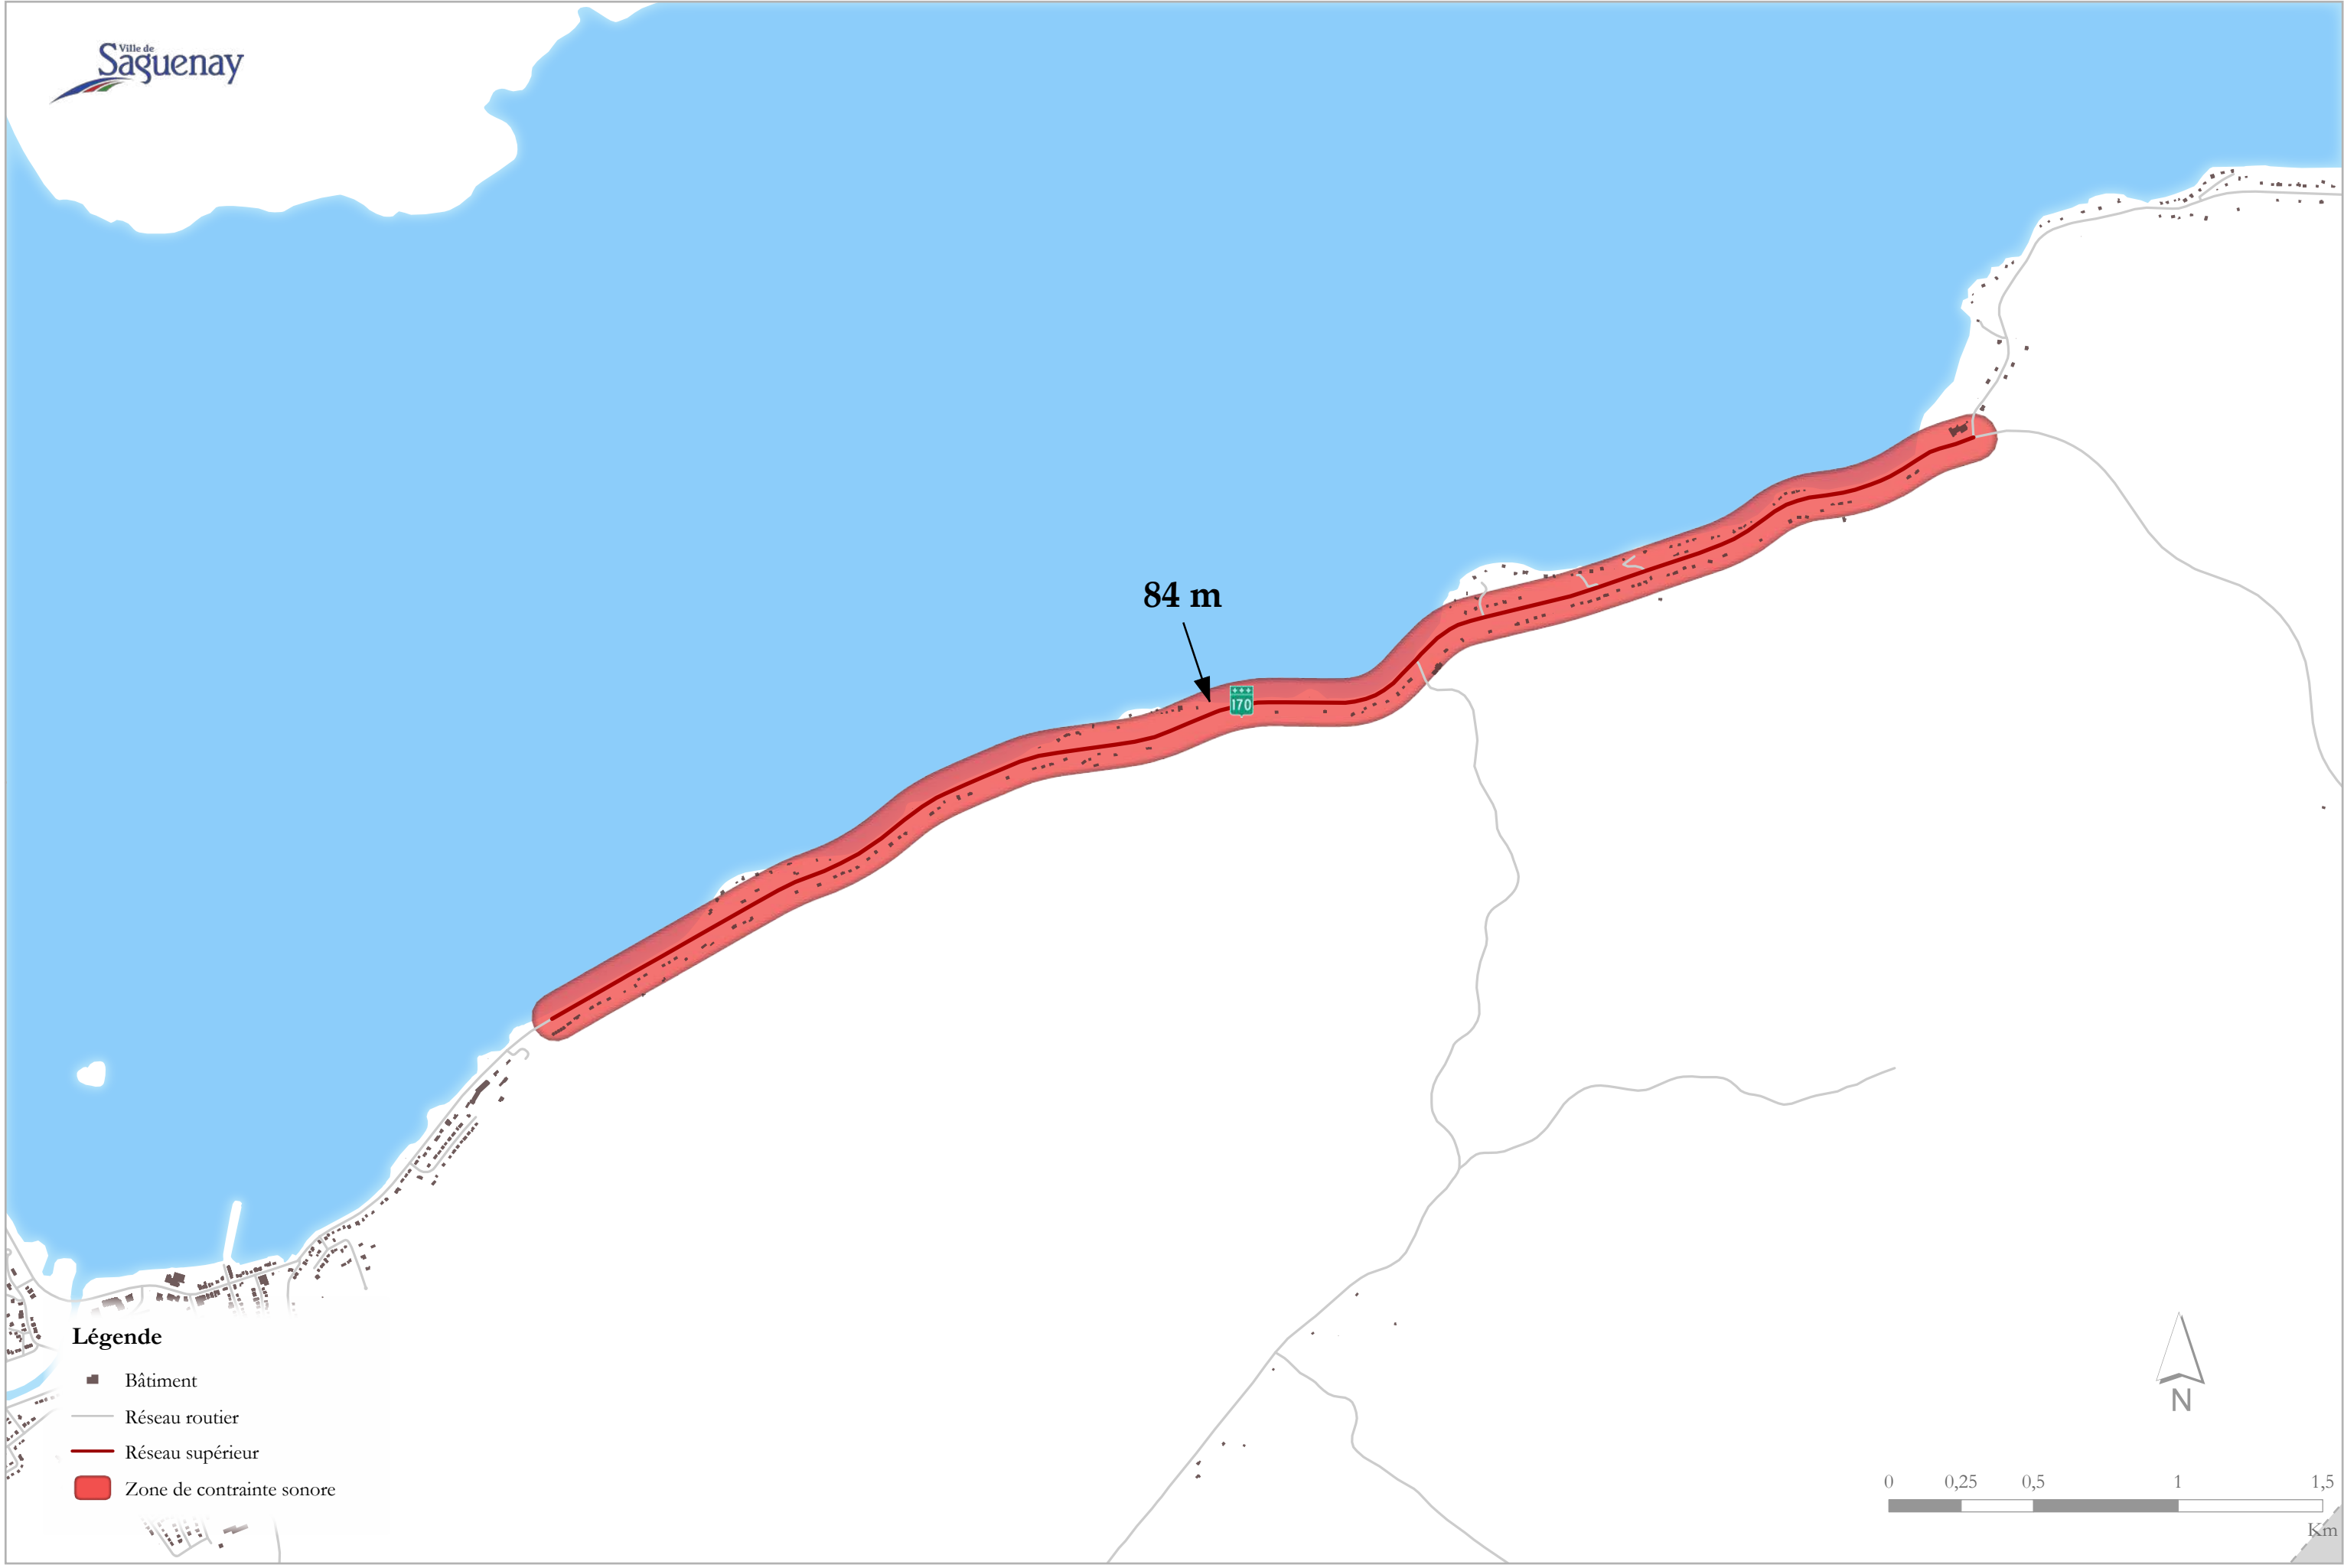 Ville de
Saguenay
84 m
170
Légende
Bâtiment
Réseau routier
Réseau supérieur
Zone de contrainte sonore
N
0 0,25 0,5 1 1,5
Km